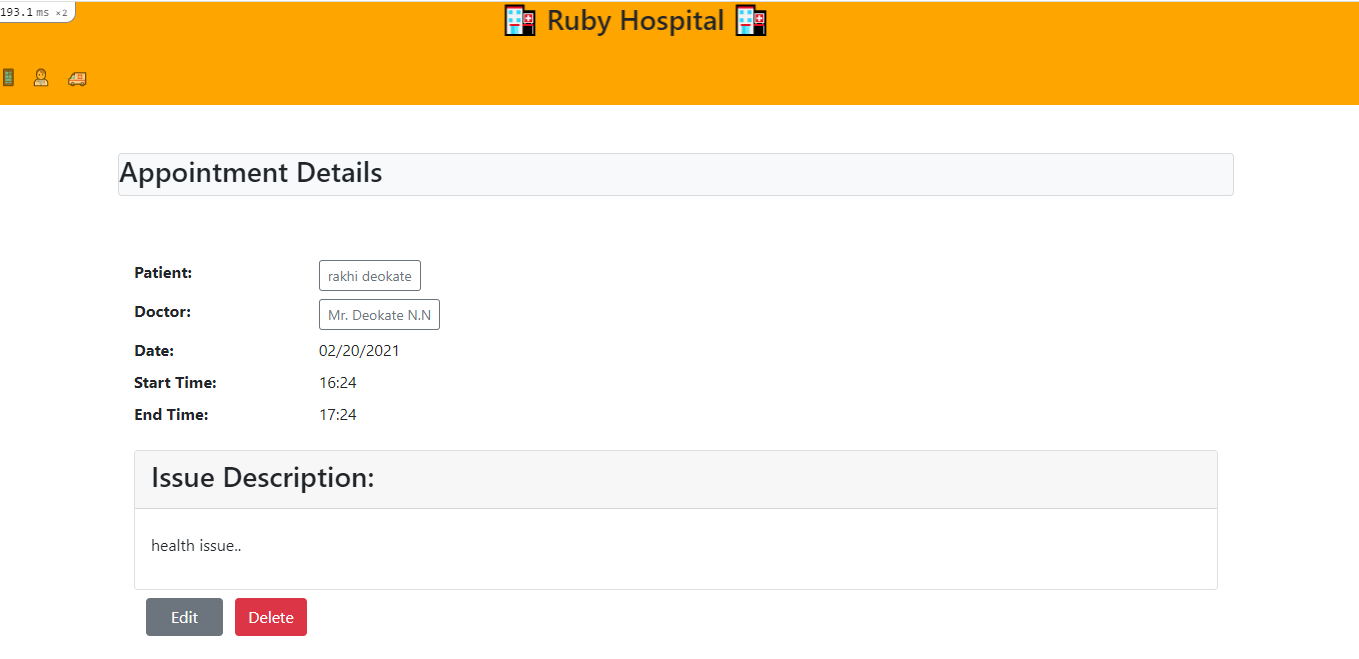 193.1 ms ×2
Ruby Hospital
Appointment Details
Patient: rakhi deokate
Doctor: Mr. Deokate N.N
Date: 02/20/2021
Start Time: 16:24
End Time: 17:24
Issue Description:
health issue..
Edit Delete